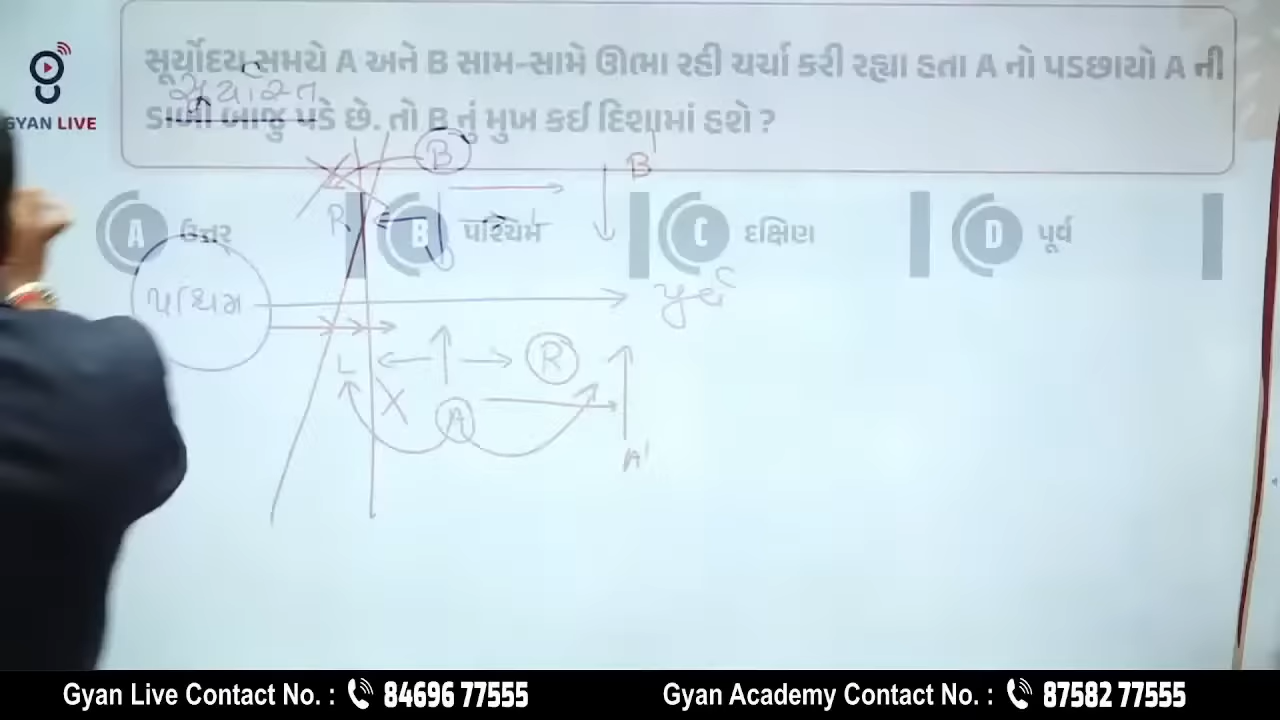 GYAN LIVE
સૂર્યોદય સમયે A અને B સામ-સામે ઊભા રહી ચર્ચા કરી રહ્યા હતા A નો પડછાયો A ની
સૂર્યાસ્ત
ડાબી બાજુ પડે છે. તો B નું મુખ કઈ દિશામાં હશે ?
B
B'
R
A ઉત્તર
B પશ્ચિમ
C દક્ષિણ
D પૂર્વ
પશ્ચિમ
પૂર્વ
L
R
A
A'
Gyan Live Contact No. : 84696 77555
Gyan Academy Contact No. : 87582 77555